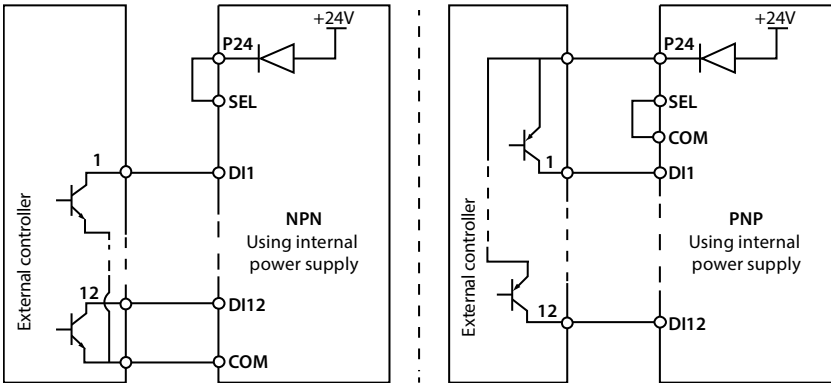 +24V
P24
SEL
1
DI1
External controller
NPN
Using internal
power supply
12
DI12
COM
+24V
P24
SEL
COM
1
DI1
External controller
PNP
Using internal
power supply
12
DI12